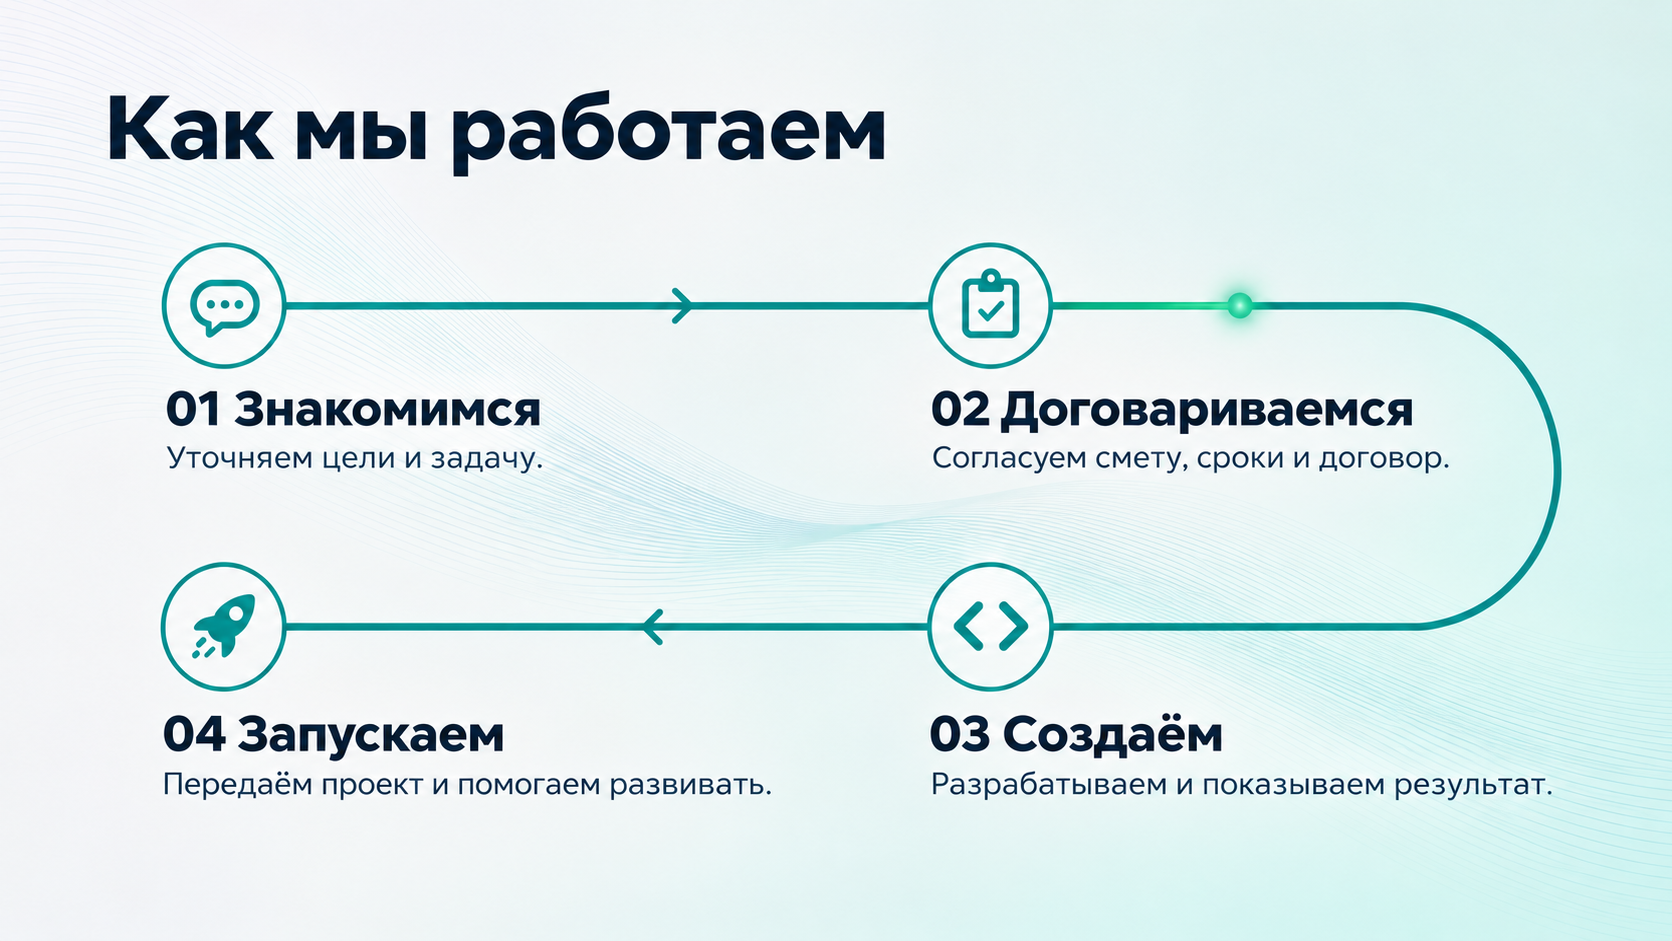 Как мы работаем
01 Знакомимся
Уточняем цели и задачу.
02 Договариваемся
Согласуем смету, сроки и договор.
03 Создаём
Разрабатываем и показываем результат.
04 Запускаем
Передаём проект и помогаем развивать.